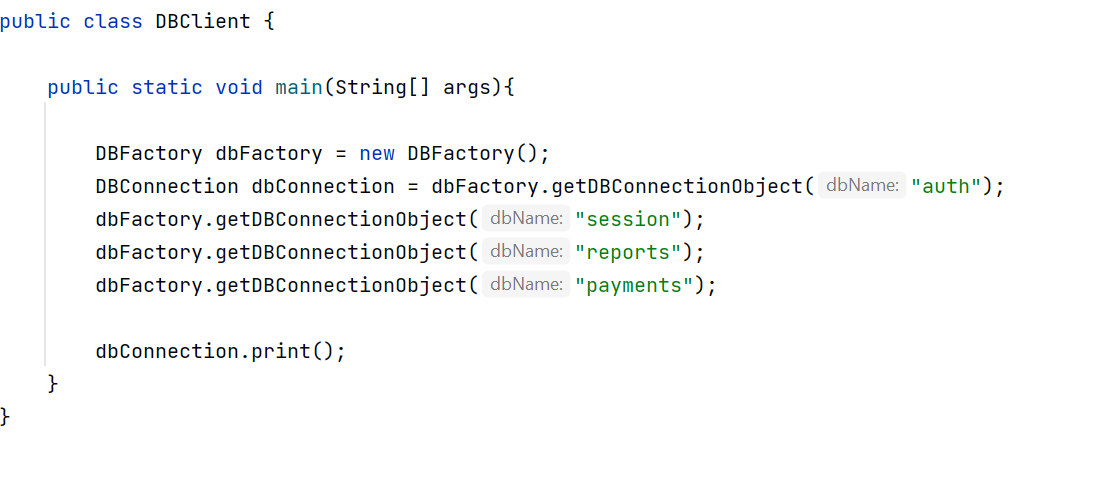 public class DBClient {
public static void main(String[] args){
DBFactory dbFactory = new DBFactory();
DBConnection dbConnection = dbFactory.getDBConnectionObject( dbName: "auth");
dbFactory.getDBConnectionObject( dbName: "session");
dbFactory.getDBConnectionObject( dbName: "reports");
dbFactory.getDBConnectionObject( dbName: "payments");
dbConnection.print();
}
}